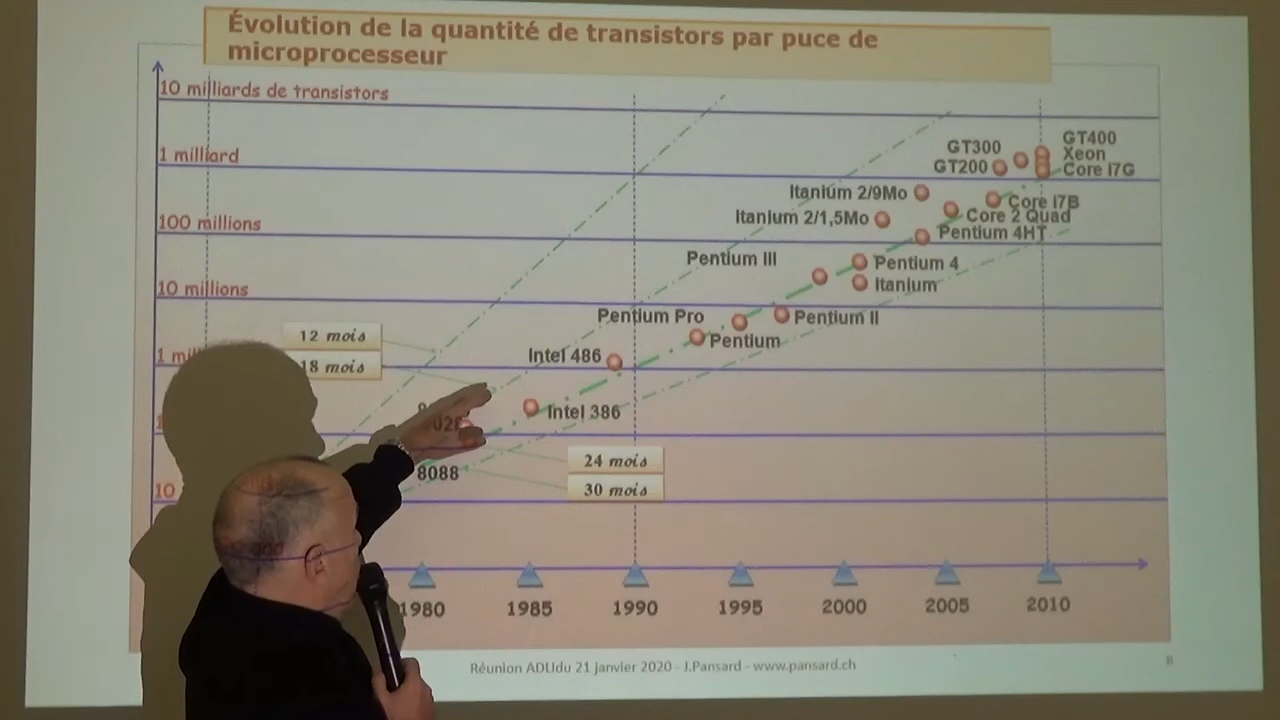 Évolution de la quantité de transistors par puce de
microprocesseur
10 milliards de transistors
1 milliard
100 millions
10 millions
GT400
GT300
Xeon
GT200
Core I7G
Itanium 2/9Mo
Core I7B
Itanium 2/1,5Mo
Core 2 Quad
Pentium 4HT
Pentium III
Pentium 4
Itanium
Pentium Pro
Pentium II
Pentium
12 mois
18 mois
Intel 486
Intel 386
8088
24 mois
30 mois
10
1980
1985
1990
1995
2000
2005
2010
Réunion ADLIdu 21 janvier 2020 - J.Pansard - www.pansard.ch
8